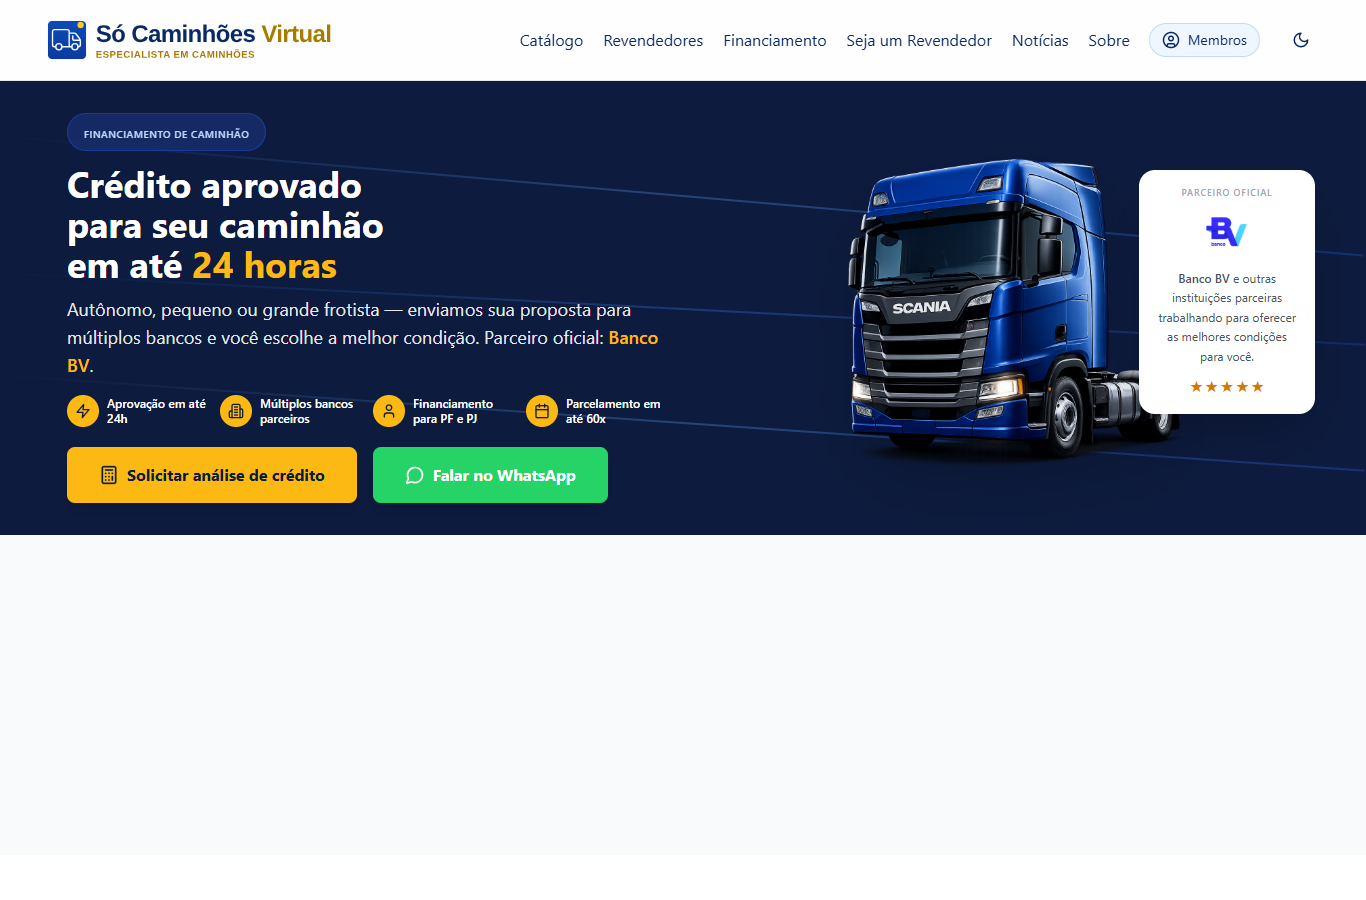 Só Caminhões Virtual
ESPECIALISTA EM CAMINHÕES
Catálogo
Revendedores
Financiamento
Seja um Revendedor
Notícias
Sobre
Membros
FINANCIAMENTO DE CAMINHÃO
Crédito aprovado
para seu caminhão
em até 24 horas
Autônomo, pequeno ou grande frotista — enviamos sua proposta para
múltiplos bancos e você escolhe a melhor condição. Parceiro oficial: Banco
BV.
Aprovação em até
24h
Múltiplos bancos
parceiros
Financiamento
para PF e PJ
Parcelamento em
até 60x
Solicitar análise de crédito
Falar no WhatsApp
SCANIA
PARCEIRO OFICIAL
BV
banco
Banco BV e outras
instituições parceiras
trabalhando para oferecer
as melhores condições
para você.
★★★★★